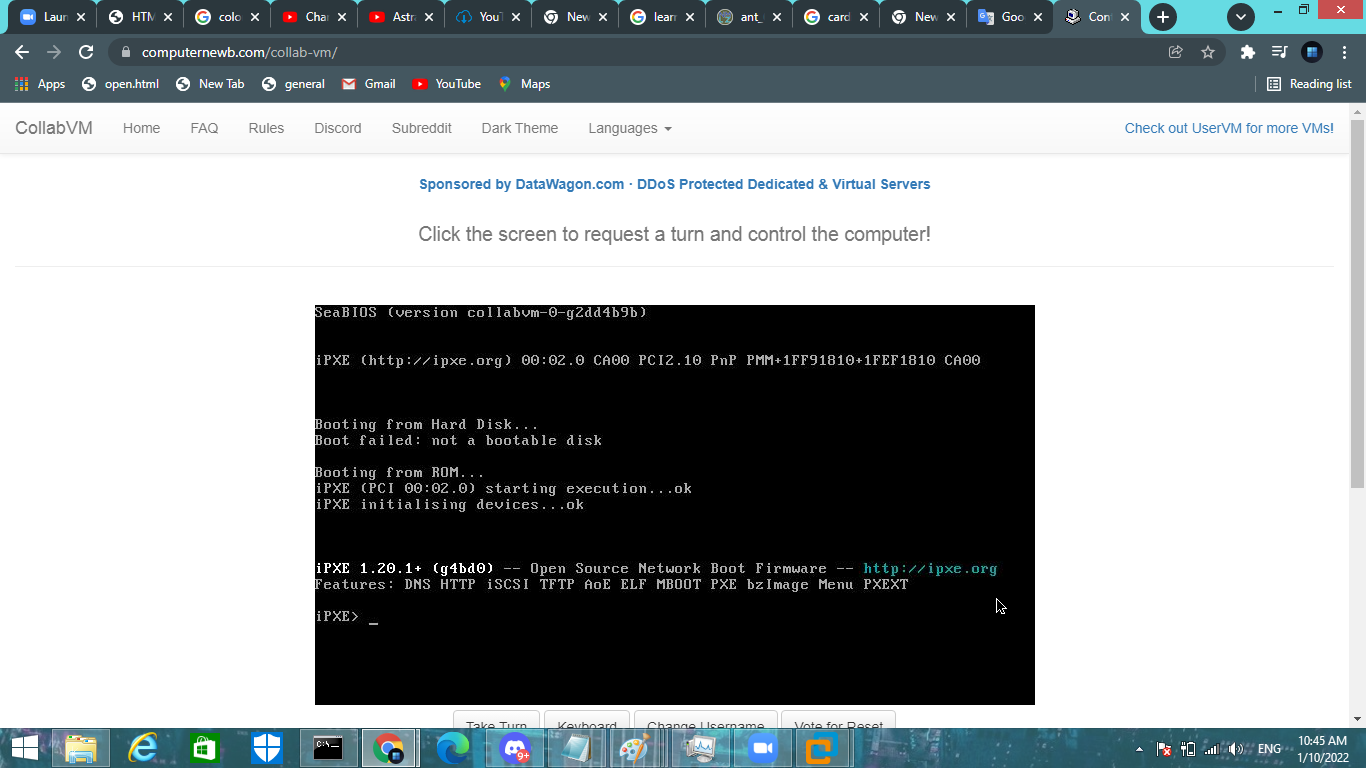 Laun
HTM
colo
Cha
Astr
YouT
New
lear
ant_
card
New
Goo
Con
computernewb.com/collab-vm/
Apps open.html New Tab general Gmail YouTube Maps Reading list
CollabVM Home FAQ Rules Discord Subreddit Dark Theme Languages Check out UserVM for more VMs!
Sponsored by DataWagon.com · DDoS Protected Dedicated & Virtual Servers
Click the screen to request a turn and control the computer!
SeaBIOS (version collabvm-0-g2dd4b9b)
iPXE (http://ipxe.org) 00:02.0 CA00 PCI2.10 PnP PMM+1FF91810+1FEF1810 CA00
Booting from Hard Disk...
Boot failed: not a bootable disk
Booting from ROM...
iPXE (PCI 00:02.0) starting execution...ok
iPXE initialising devices...ok
iPXE 1.20.1+ (g4bd0) -- Open Source Network Boot Firmware -- http://ipxe.org
Features: DNS HTTP iSCSI TFTP AoE ELF MBOOT PXE bzImage Menu PXEXT
iPXE> _
Take Turn Keyboard Change Username Vote for Reset
C:\_
9+
ENG
10:45 AM
1/10/2022